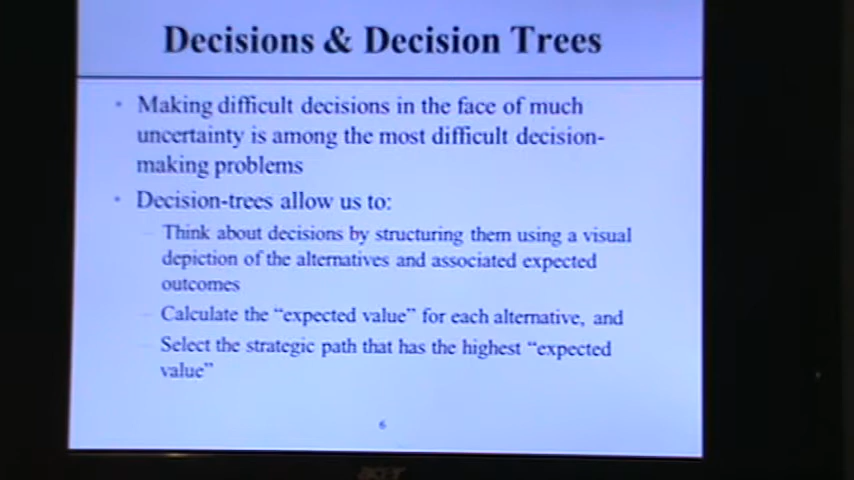 Decisions & Decision Trees
• Making difficult decisions in the face of much
uncertainty is among the most difficult decision-
making problems
• Decision-trees allow us to:
– Think about decisions by structuring them using a visual
depiction of the alternatives and associated expected
outcomes
– Calculate the “expected value” for each alternative, and
– Select the strategic path that has the highest “expected
value”
6
acer